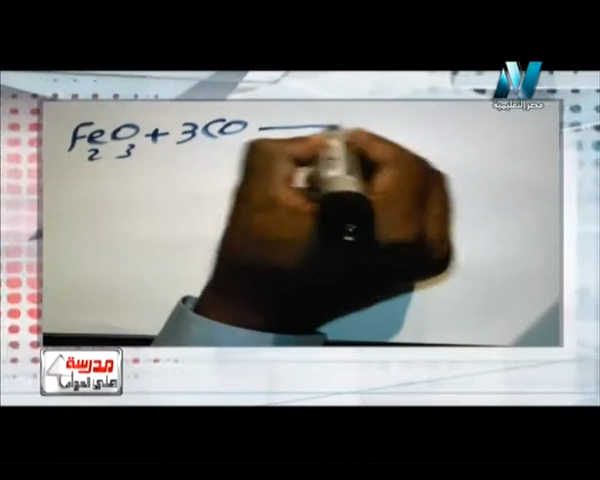 مصر التعليمية
Fe₂O₃ + 3CO —
مدرسة
على الهواء